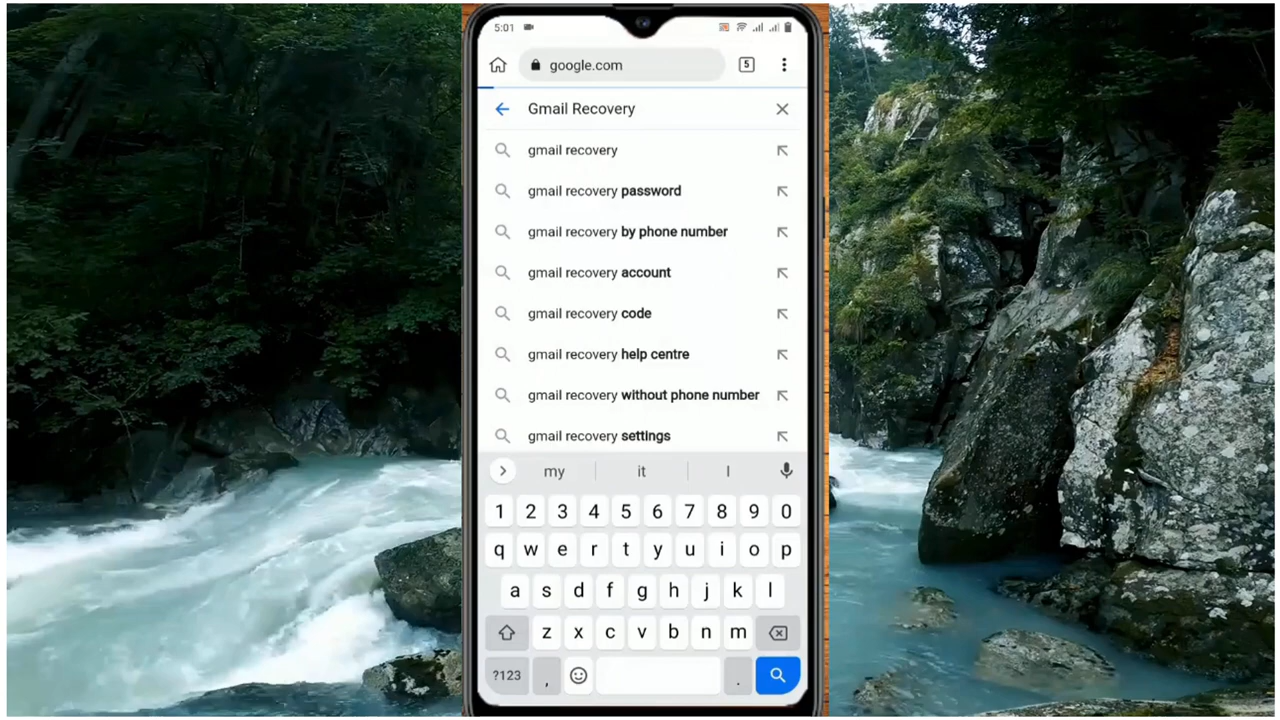 5:01
google.com
5
Gmail Recovery
gmail recovery
gmail recovery password
gmail recovery by phone number
gmail recovery account
gmail recovery code
gmail recovery help centre
gmail recovery without phone number
gmail recovery settings
my it I
1 2 3 4 5 6 7 8 9 0
q w e r t y u i o p
a s d f g h j k l
z x c v b n m
?123 , .